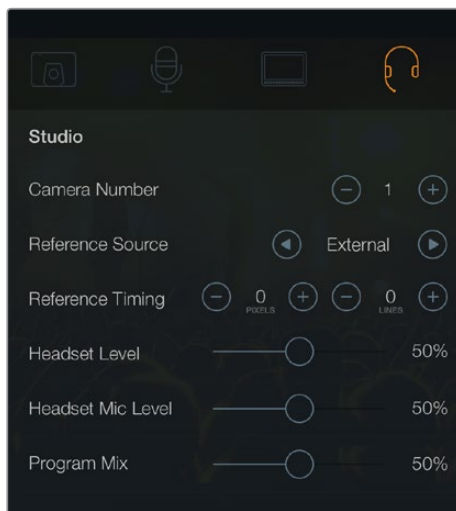 Studio
Camera Number 1
Reference Source External
Reference Timing 0 PIXELS 0 LINES
Headset Level 50%
Headset Mic Level 50%
Program Mix 50%